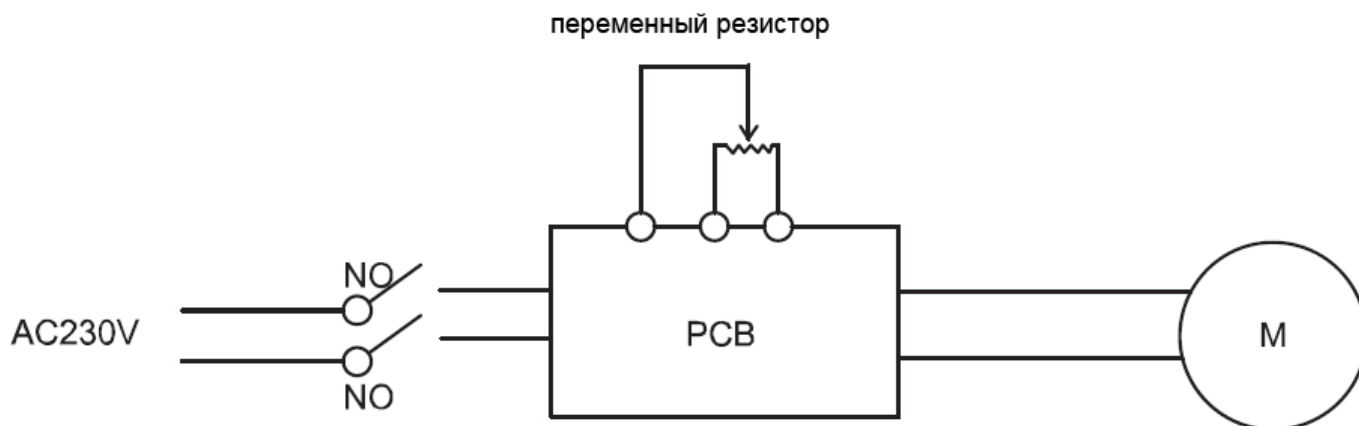 переменный резистор
NO
AC230V
NO
PCB
M